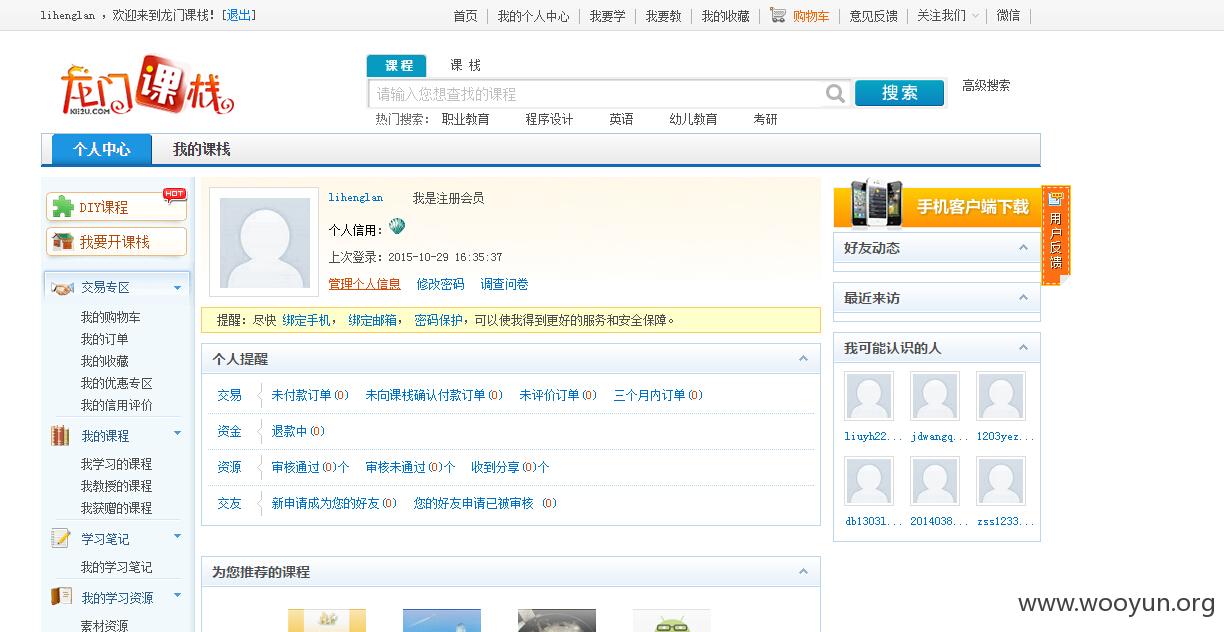 lihenglan ，欢迎来到龙门课栈! [退出]
首页 我的个人中心 我要学 我要教 我的收藏 购物车 意见反馈 关注我们 微信
龙门课栈
KE2U.COM
课程 课 栈
请输入您想查找的课程 搜索 高级搜索
热门搜索： 职业教育 程序设计 英语 幼儿教育 考研
个人中心 我的课栈
HOT
DIY课程
我要开课栈
交易专区
我的购物车
我的订单
我的收藏
我的优惠专区
我的信用评价
我的课程
我学习的课程
我教授的课程
我获赠的课程
学习笔记
我的学习笔记
我的学习资源
素材资源
lihenglan 我是注册会员
个人信用：
上次登录：2015-10-29 16:35:37
管理个人信息 修改密码 调查问卷
提醒：尽快 绑定手机， 绑定邮箱， 密码保护，可以使我得到更好的服务和安全保障。
个人提醒
交易 未付款订单(0) 未向课栈确认付款订单(0) 未评价订单(0) 三个月内订单(0)
资金 退款中(0)
资源 审核通过(0)个 审核未通过(0)个 收到分享(0)个
交友 新申请成为您的好友(0) 您的好友申请已被审核 (0)
为您推荐的课程
手机客户端下载
用户反馈
好友动态
最近来访
我可能认识的人
liuyh22... jdwangq... 1203yez...
db13031... 2014038... zss1233...
www.wooyun.org